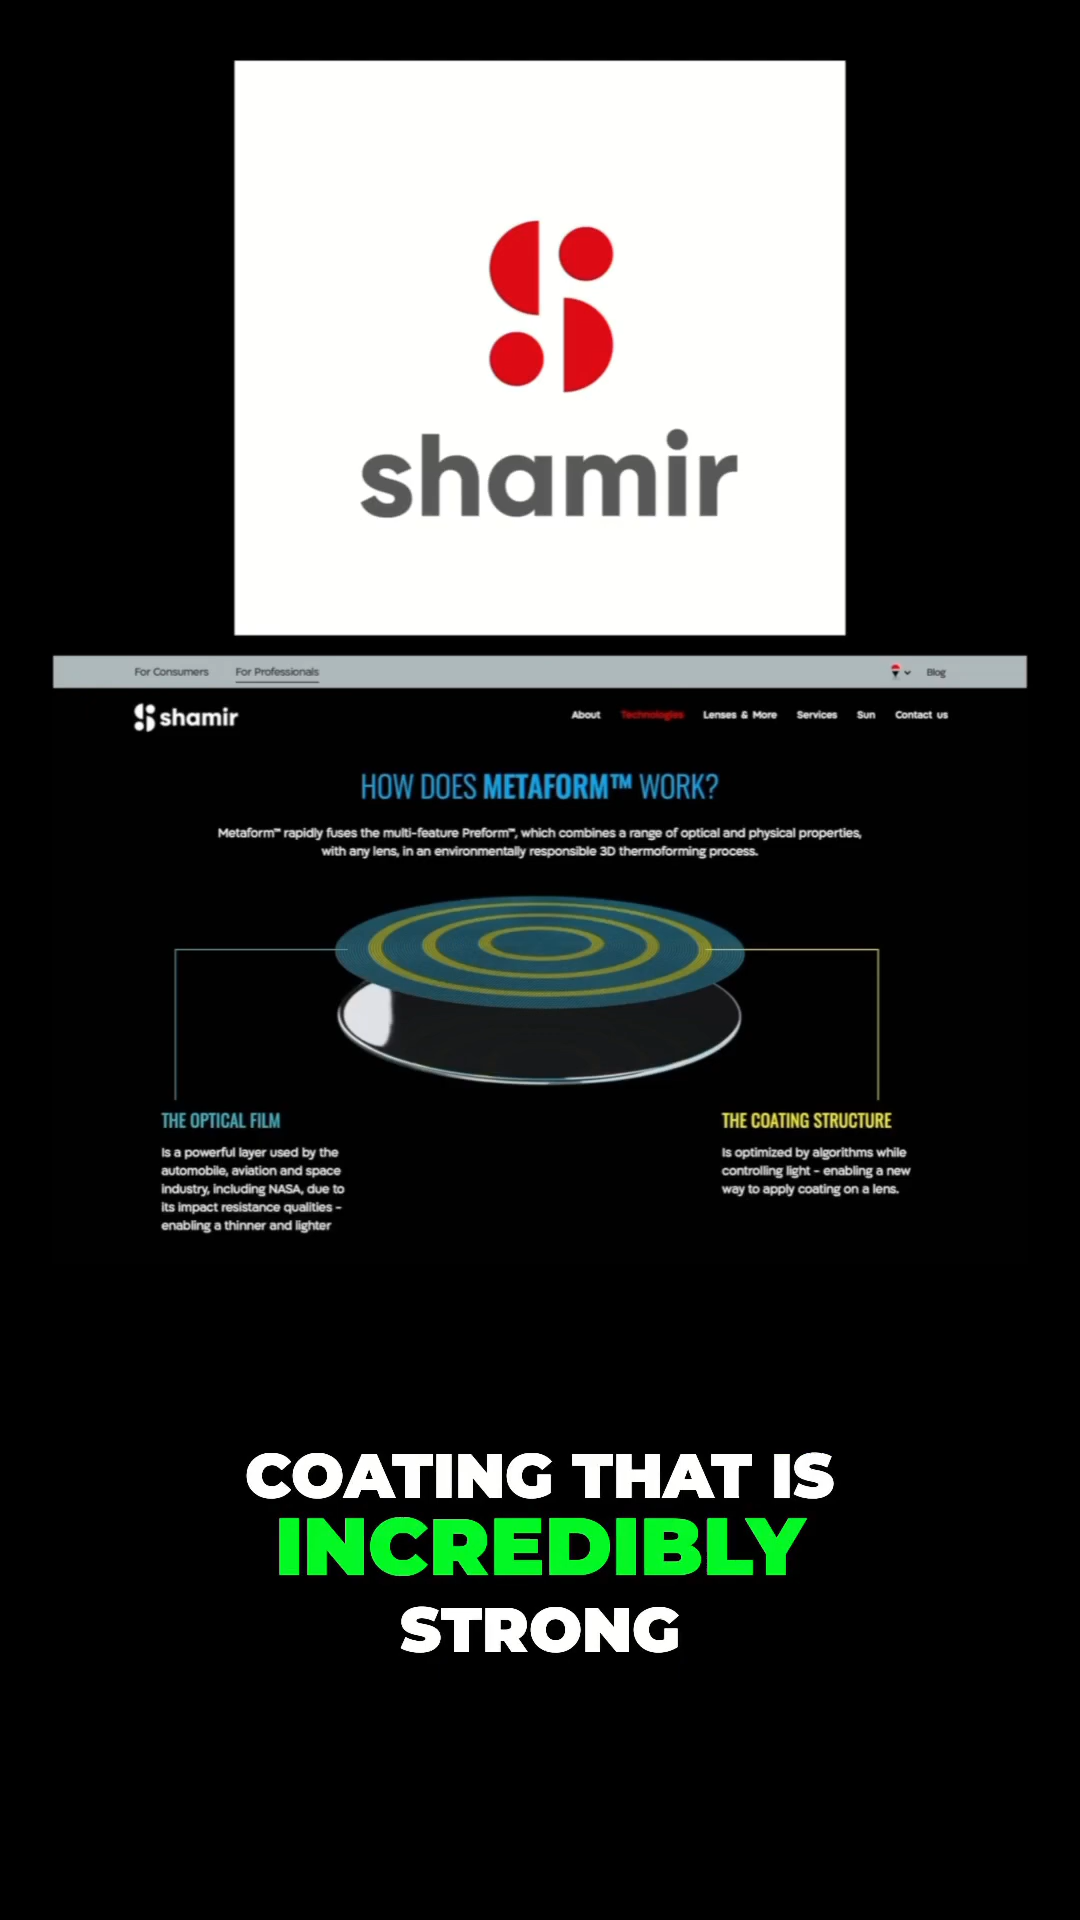 shamir
For Consumers For Professionals Blog
shamir About Technologies Lenses & More Services Sun Contact us
HOW DOES METAFORM™ WORK?
Metaform™ rapidly fuses the multi-feature Preform™, which combines a range of optical and physical properties,
with any lens, in an environmentally responsible 3D thermoforming process.
THE OPTICAL FILM
Is a powerful layer used by the
automobile, aviation and space
industry, including NASA, due to
its impact resistance qualities –
enabling a thinner and lighter
THE COATING STRUCTURE
Is optimized by algorithms while
controlling light – enabling a new
way to apply coating on a lens.
COATING THAT IS
INCREDIBLY
STRONG